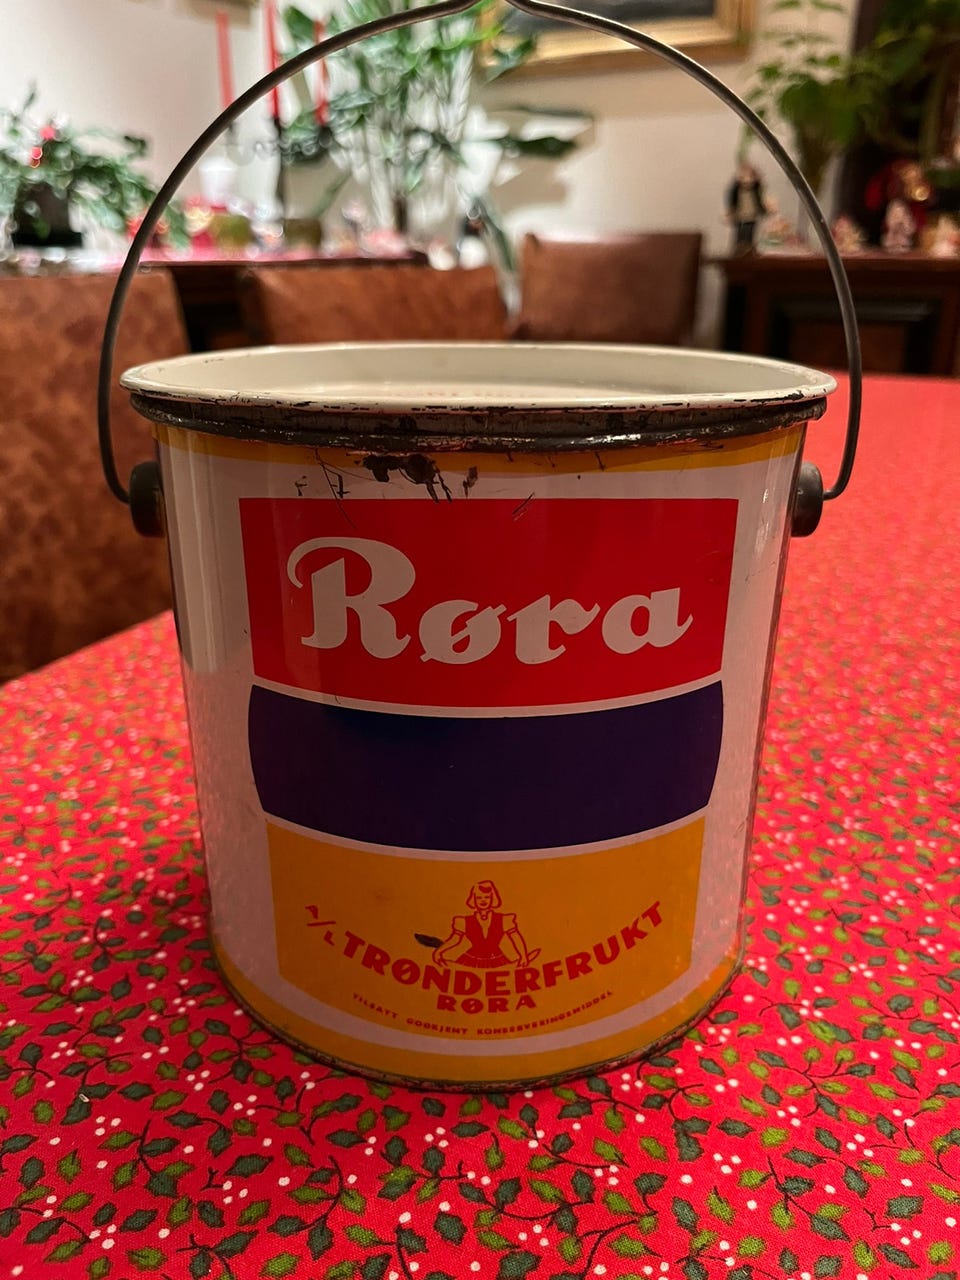 Røra
A/L TRØNDERFRUKT
RØRA
TILSATT GODKJENT KONSERVERINGSMIDDEL